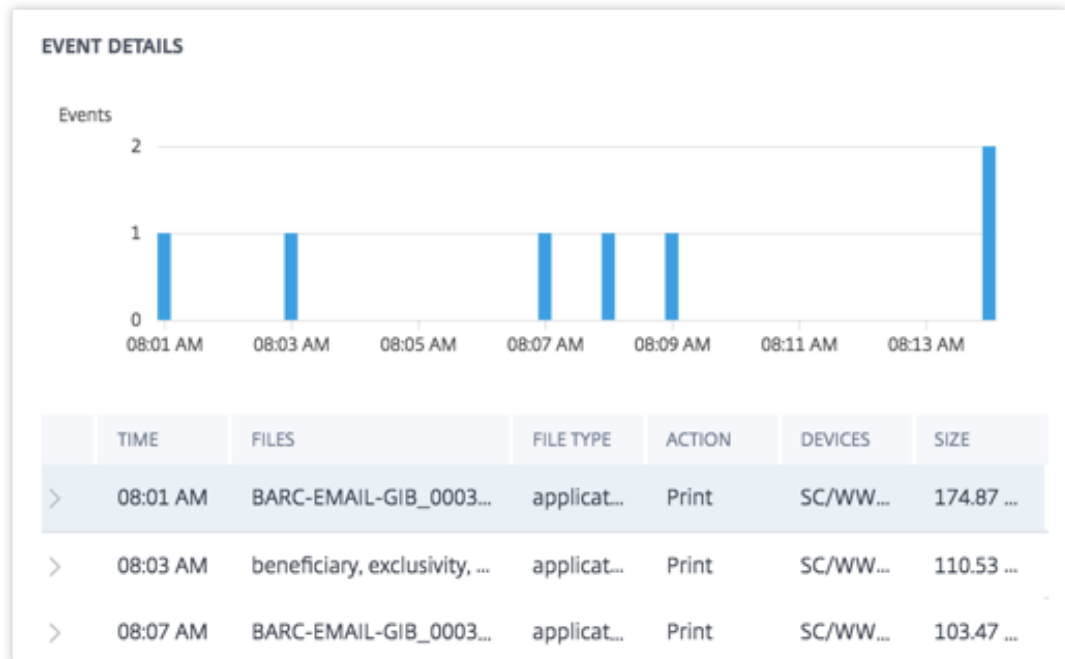 EVENT DETAILS
Events
2
1
0
08:01 AM 08:03 AM 08:05 AM 08:07 AM 08:09 AM 08:11 AM 08:13 AM
TIME FILES FILE TYPE ACTION DEVICES SIZE
08:01 AM BARC-EMAIL-GIB_0003... applicat... Print SC/WW... 174.87 ...
08:03 AM beneficiary, exclusivity, ... applicat... Print SC/WW... 110.53 ...
08:07 AM BARC-EMAIL-GIB_0003... applicat... Print SC/WW... 103.47 ...